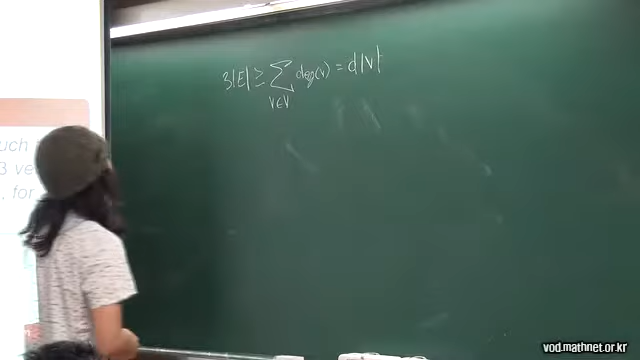 3|E| ≥ ∑ deg(v) = d|V|
v∈V
uch
3 ve
, for
vod.mathnet.or.kr